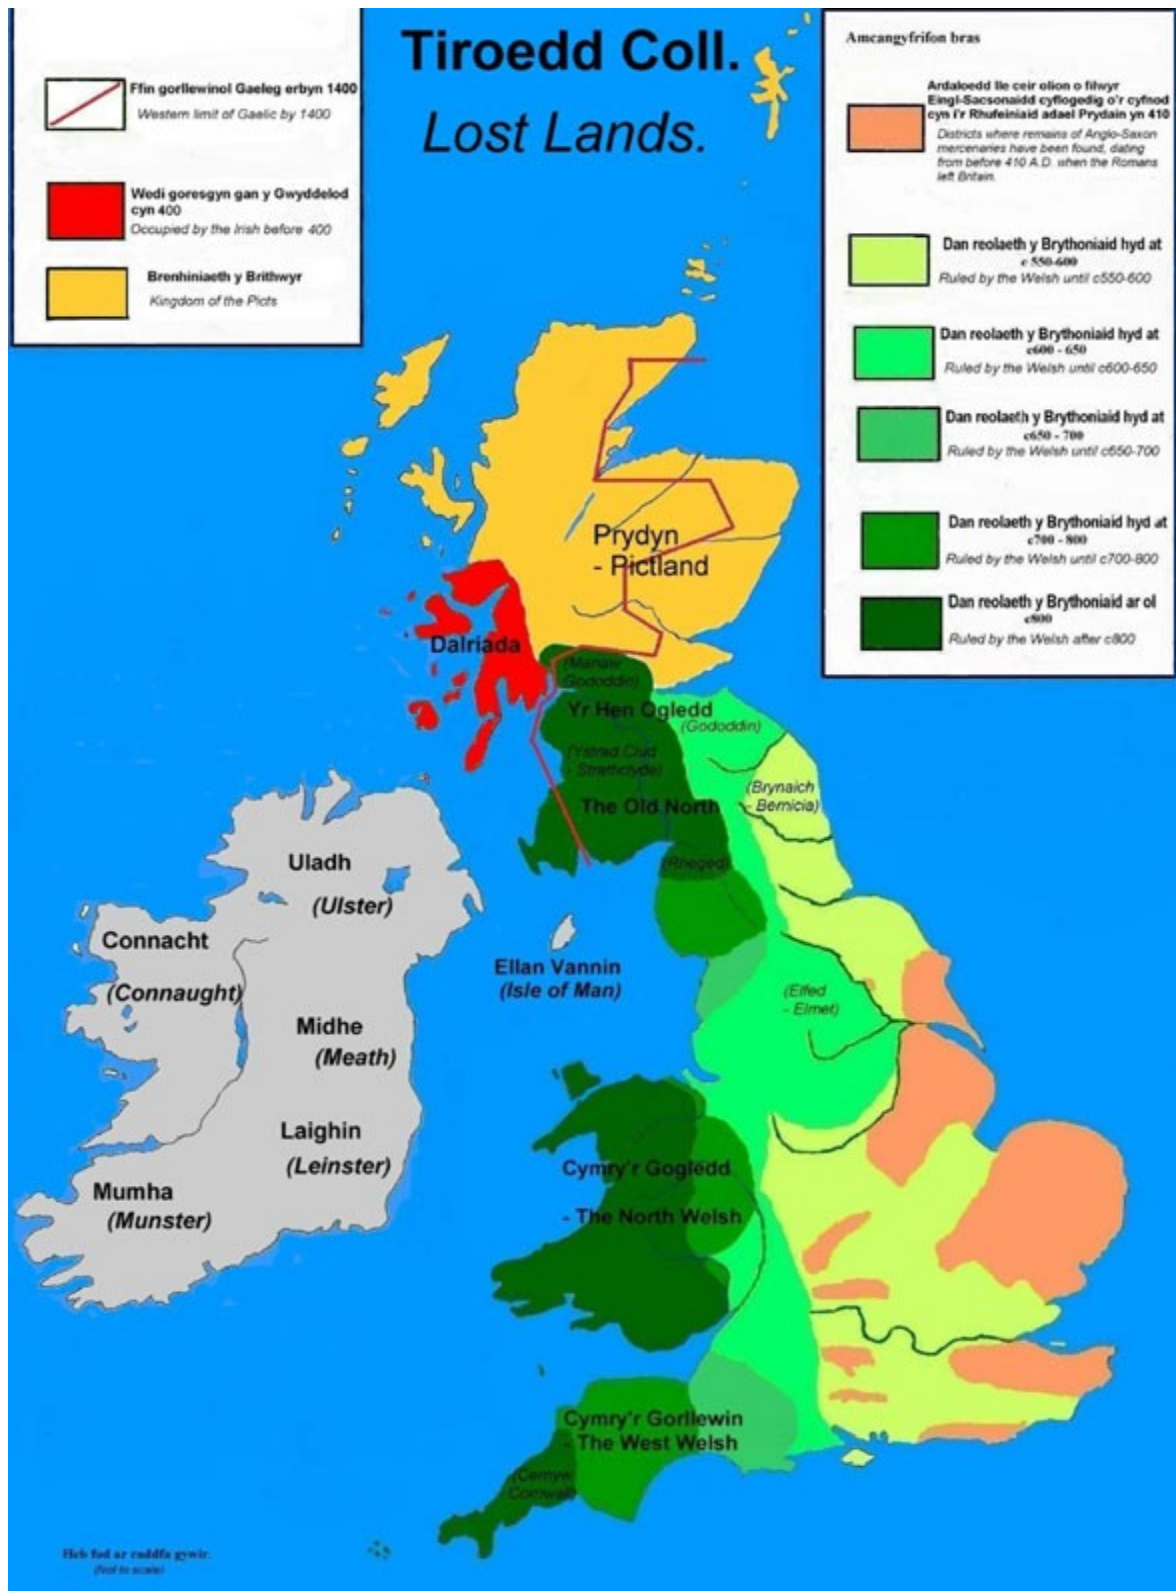 Tiroedd Coll.
Lost Lands.
Ffin gorllewinol Gaeleg erbyn 1400
Western limit of Gaelic by 1400
Wedi goresgyn gan y Gwyddelod
cyn 400
Occupied by the Irish before 400
Brenhiniaeth y Brithwyr
Kingdom of the Picts
Amcangyfrifon bras
Ardaloedd lle ceir olion o filwyr
Eingl-Sacsonaidd cyflogedig o'r cyfnod
cyn i'r Rhufeiniaid adael Prydain yn 410
Districts where remains of Anglo-Saxon
mercenaries have been found, dating
from before 410 A.D. when the Romans
left Britain.
Dan reolaeth y Brythoniaid hyd at
c 550-600
Ruled by the Welsh until c550-600
Dan reolaeth y Brythoniaid hyd at
c600 - 650
Ruled by the Welsh until c600-650
Dan reolaeth y Brythoniaid hyd at
c650 - 700
Ruled by the Welsh until c650-700
Dan reolaeth y Brythoniaid hyd at
c700 - 800
Ruled by the Welsh until c700-800
Dan reolaeth y Brythoniaid ar ol
c800
Ruled by the Welsh after c800
Prydyn
- Pictland
Dalriada
(Manaw
Gododdin)
Yr Hen Ogledd
(Gododdin)
(Ystrad Clud
- Strathclyde)
(Brynaich
- Bernicia)
The Old North
(Rheged)
Uladh
(Ulster)
Connacht
(Connaught)
Ellan Vannin
(Isle of Man)
(Elfed
- Elmet)
Midhe
(Meath)
Laighin
(Leinster)
Mumha
(Munster)
Cymry'r Gogledd
- The North Welsh
Cymry'r Gorllewin
- The West Welsh
(Cernyw
Cornwall)
Heb fod ar raddfa gywir.
(Not to scale)